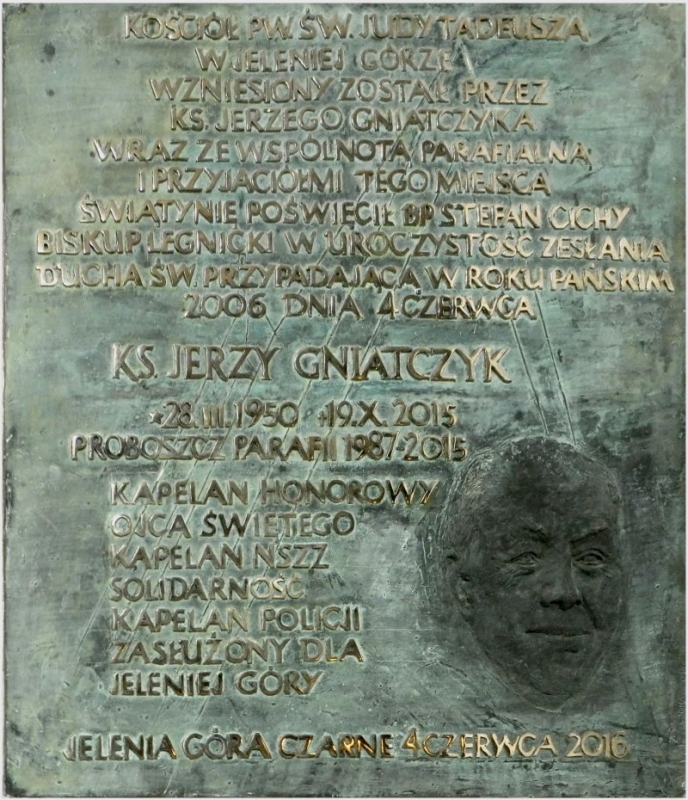 KOŚCIÓŁ PW. ŚW. JUDY TADEUSZA
W JELENIEJ GÓRZE
WZNIESIONY ZOSTAŁ PRZEZ
KS. JERZEGO GNIATCZYKA
WRAZ ZE WSPÓLNOTĄ PARAFIALNĄ
I PRZYJACIÓŁMI TEGO MIEJSCA
ŚWIĄTYNIĘ POŚWIĘCIŁ BP STEFAN CICHY
BISKUP LEGNICKI W UROCZYSTOŚĆ ZESŁANIA
DUCHA ŚW. PRZYPADAJĄCĄ W ROKU PAŃSKIM
2006 DNIA 4 CZERWCA
KS. JERZY GNIATCZYK
*28.III.1950 +19.X.2015
PROBOSZCZ PARAFII 1987-2015
KAPELAN HONOROWY
OJCA ŚWIĘTEGO
KAPELAN NSZZ
SOLIDARNOŚĆ
KAPELAN POLICJI
ZASŁUŻONY DLA
JELENIEJ GÓRY
JELENIA GÓRA CZARNE 4 CZERWCA 2016